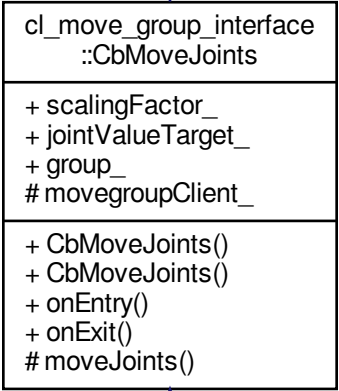 cl_move_group_interface
::CbMoveJoints
+ scalingFactor_
+ jointValueTarget_
+ group_
# movegroupClient_
+ CbMoveJoints()
+ CbMoveJoints()
+ onEntry()
+ onExit()
# moveJoints()